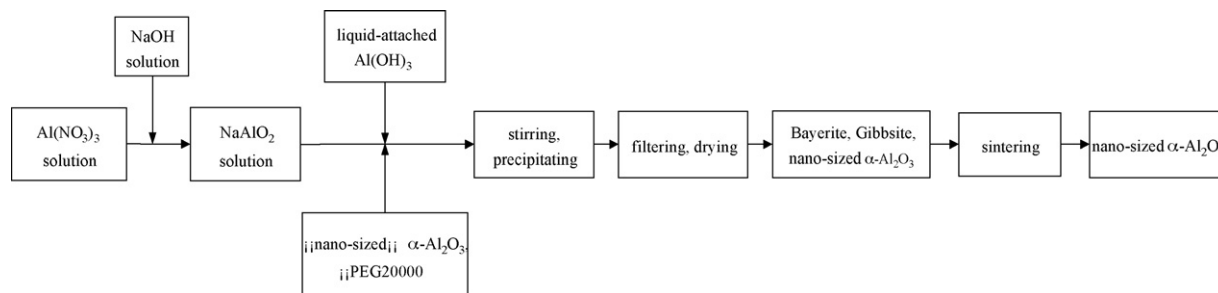 NaOH
solution
liquid-attached
Al(OH)₃
Al(NO₃)₃
solution
NaAlO₂
solution
stirring,
precipitating
filtering, drying
Bayerite, Gibbsite,
nano-sized α-Al₂O₃
sintering
nano-sized α-Al₂O
¡¡nano-sized¡¡ α-Al₂O₃,
¡¡PEG20000